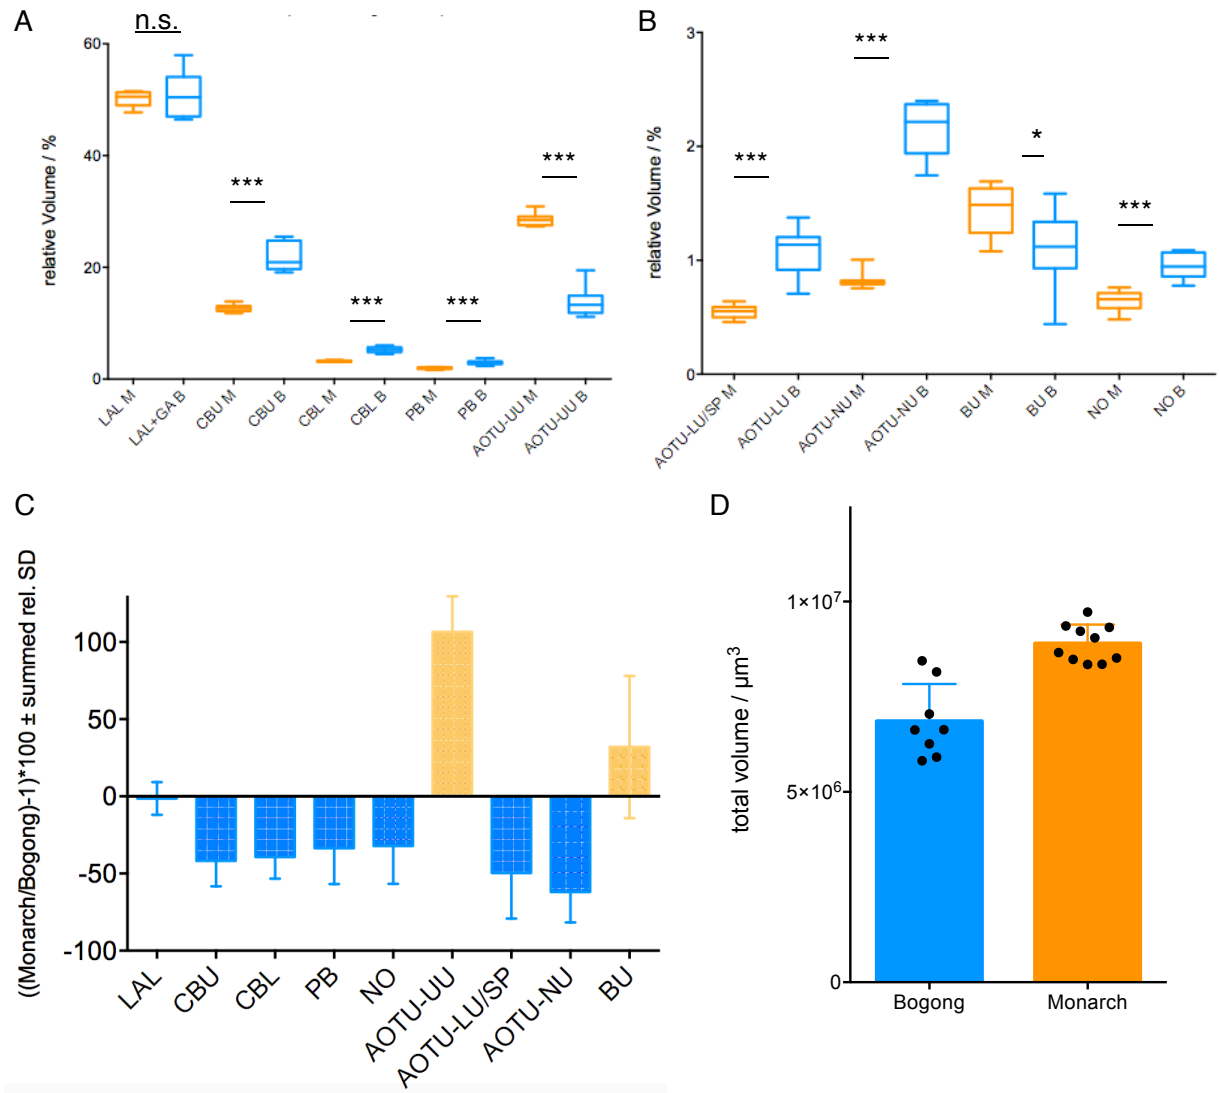 A
n.s.
relative Volume / %
60
40
20
0
***
***
***
***
LAL M
LAL+GA B
CBU M
CBU B
CBL M
CBL B
PB M
PB B
AOTU-UU M
AOTU-UU B
B
relative Volume / %
3
2
1
0
***
***
*
***
AOTU-LU/SP M
AOTU-LU B
AOTU-NU M
AOTU-NU B
BU M
BU B
NO M
NO B
C
((Monarch/Bogong)-1)*100 ± summed rel. SD
100
50
0
-50
-100
LAL
CBU
CBL
PB
NO
AOTU-UU
AOTU-LU/SP
AOTU-NU
BU
D
total volume / µm³
1×10⁷
5×10⁶
0
Bogong
Monarch